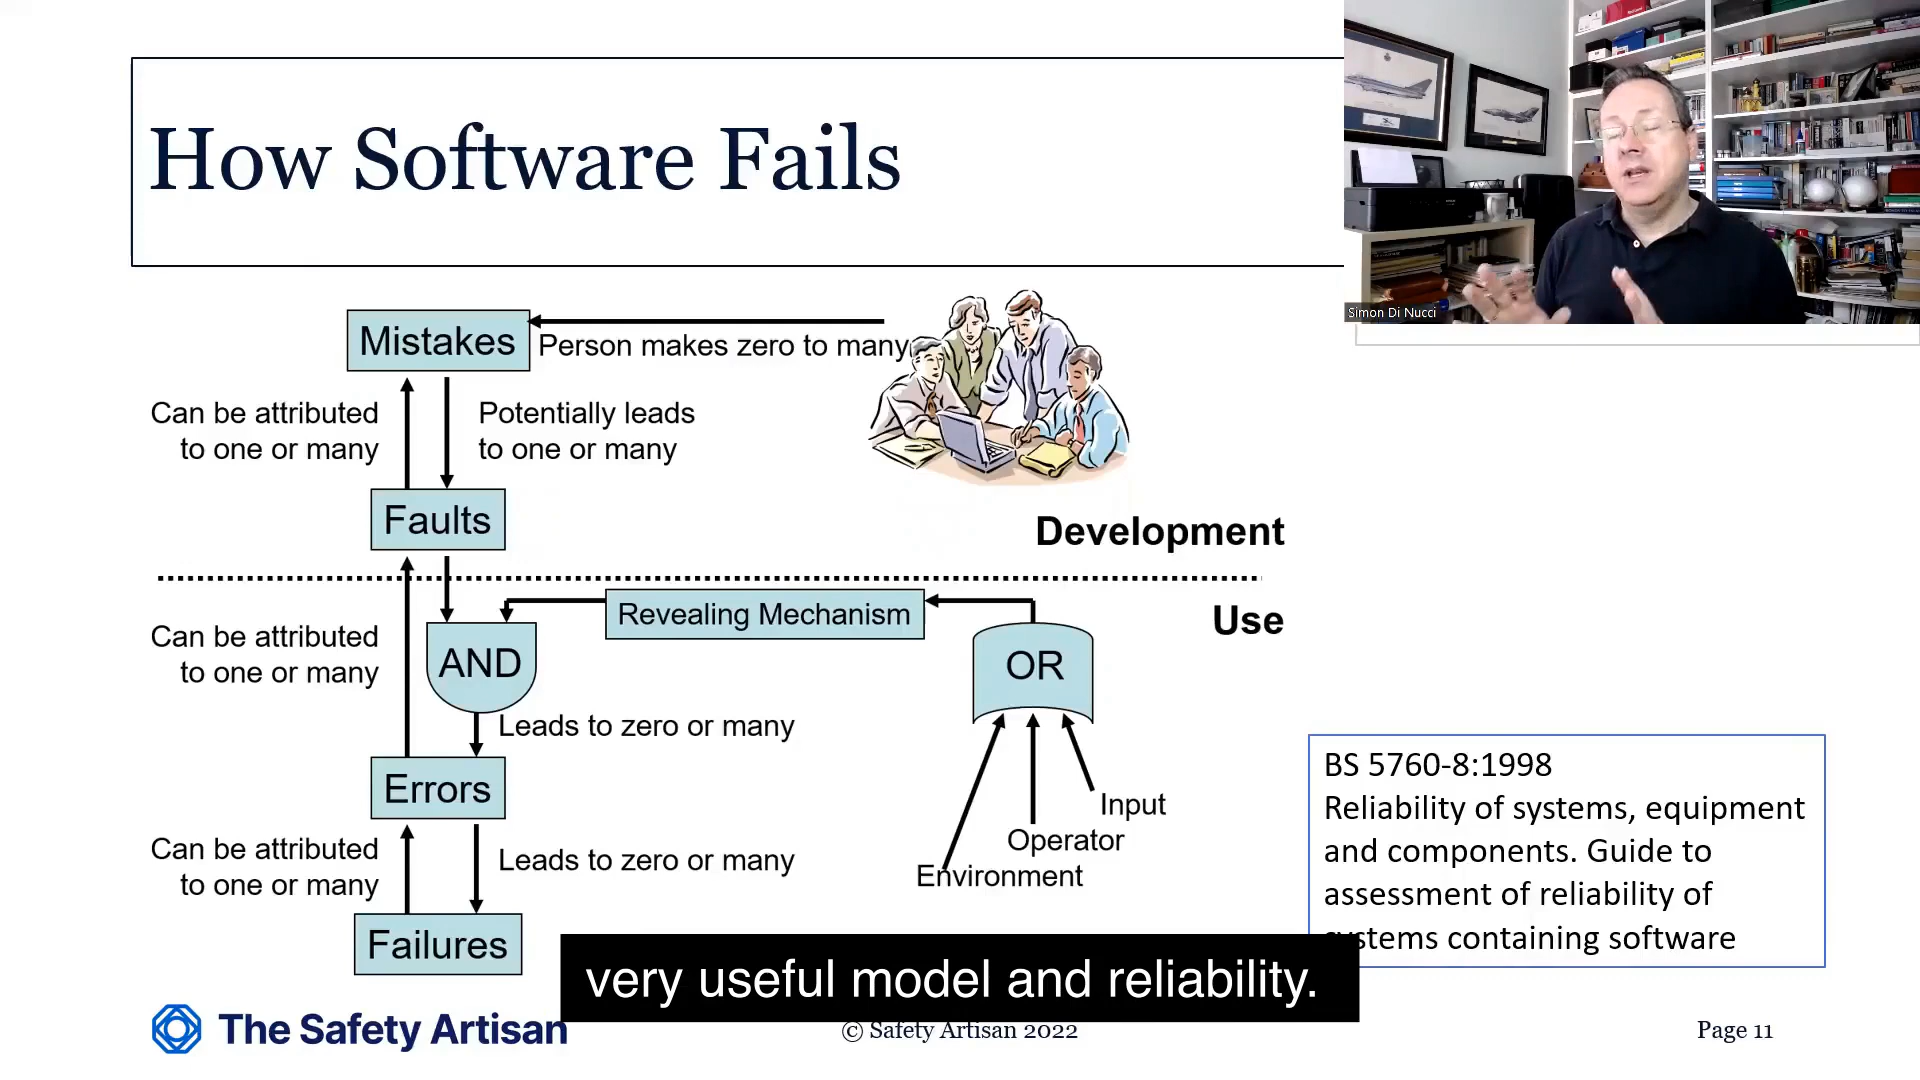 How Software Fails
Simon Di Nucci
Mistakes
Person makes zero to many
Can be attributed
to one or many
Potentially leads
to one or many
Faults
Development
Use
Revealing Mechanism
Can be attributed
to one or many
AND
OR
Leads to zero or many
Errors
Input
Operator
Environment
Can be attributed
to one or many
Leads to zero or many
Failures
BS 5760-8:1998
Reliability of systems, equipment
and components. Guide to
assessment of reliability of
systems containing software
very useful model and reliability.
The Safety Artisan
© Safety Artisan 2022
Page 11